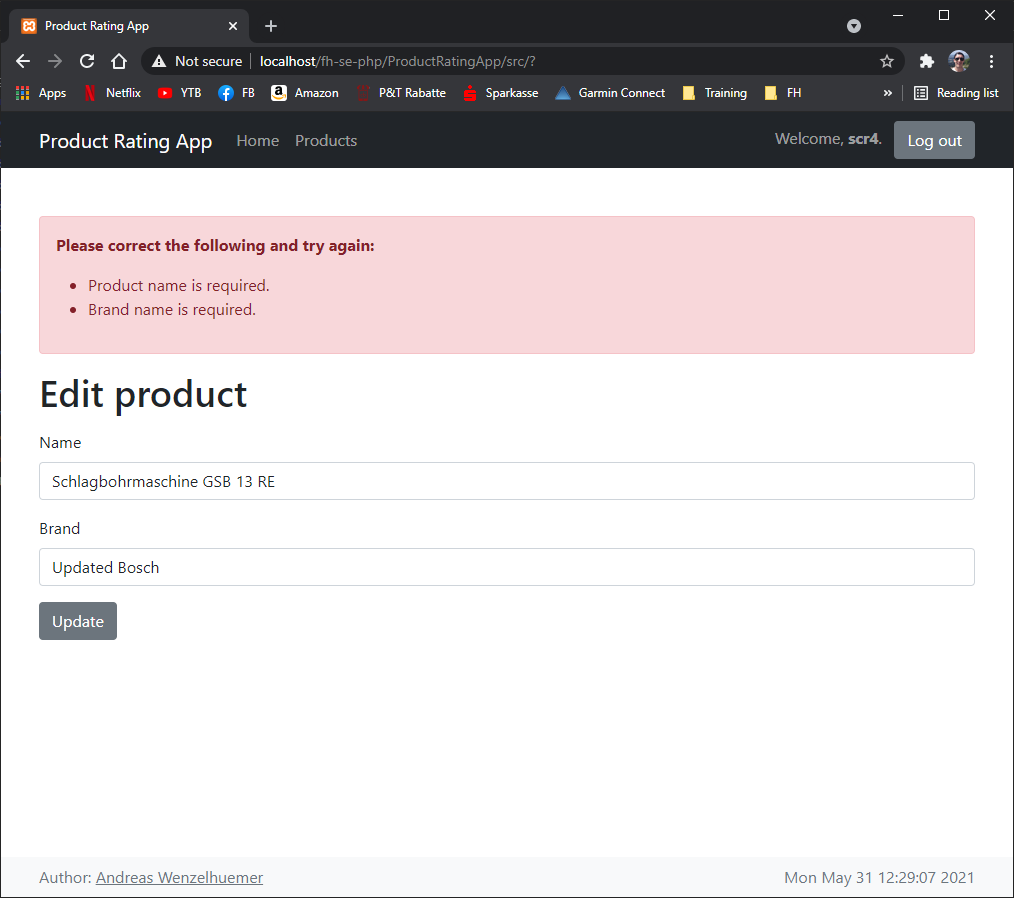 Product Rating App
Not secure localhost/fh-se-php/ProductRatingApp/src/?
Apps Netflix YTB FB Amazon P&T Rabatte Sparkasse Garmin Connect Training FH » Reading list
Product Rating App Home Products Welcome, scr4. Log out
Please correct the following and try again:
• Product name is required.
• Brand name is required.
Edit product
Name
Schlagbohrmaschine GSB 13 RE
Brand
Updated Bosch
Update
Author: Andreas Wenzelhuemer Mon May 31 12:29:07 2021